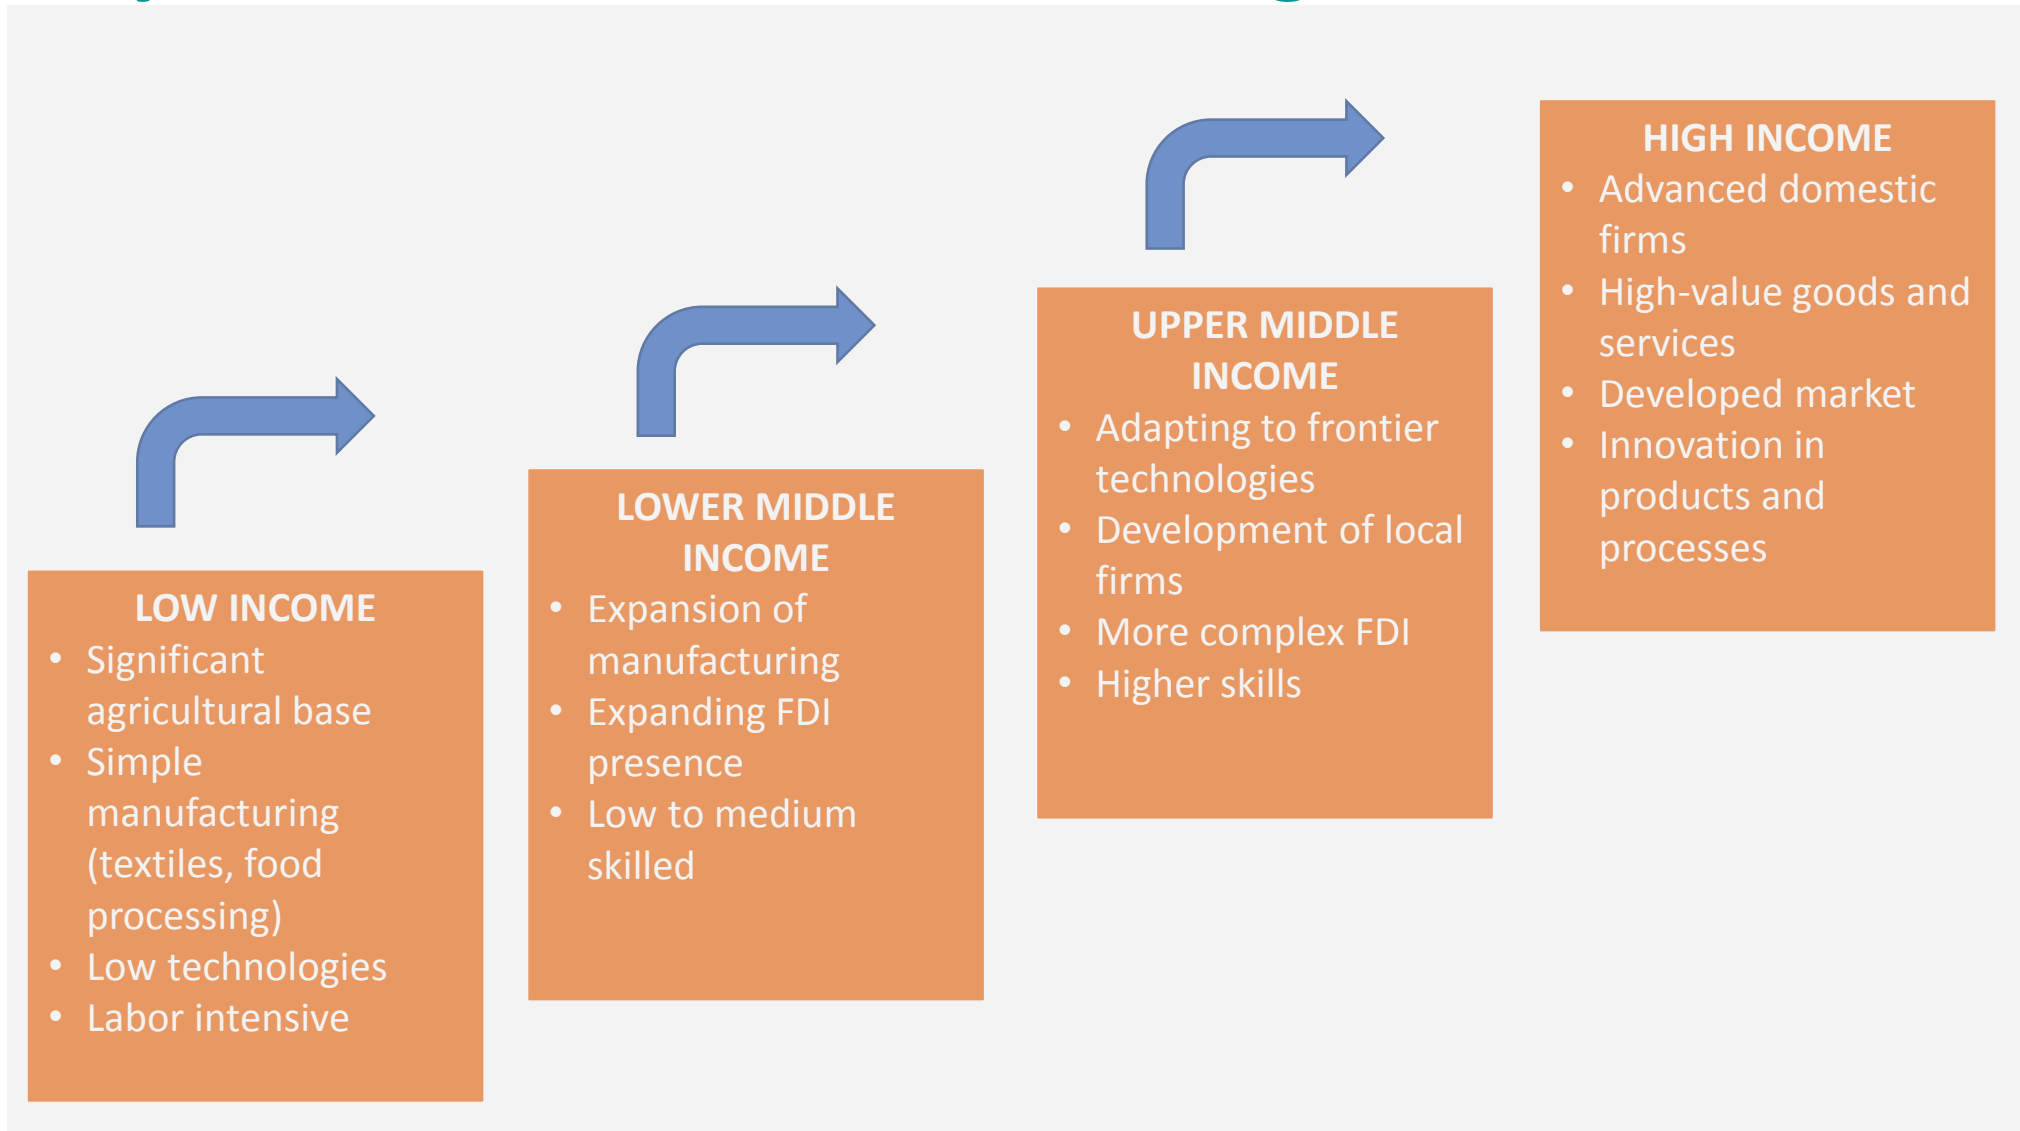 LOW INCOME
• Significant
agricultural base
• Simple
manufacturing
(textiles, food
processing)
• Low technologies
• Labor intensive
LOWER MIDDLE
INCOME
• Expansion of
manufacturing
• Expanding FDI
presence
• Low to medium
skilled
UPPER MIDDLE
INCOME
• Adapting to frontier
technologies
• Development of local
firms
• More complex FDI
• Higher skills
HIGH INCOME
• Advanced domestic
firms
• High-value goods and
services
• Developed market
• Innovation in
products and
processes